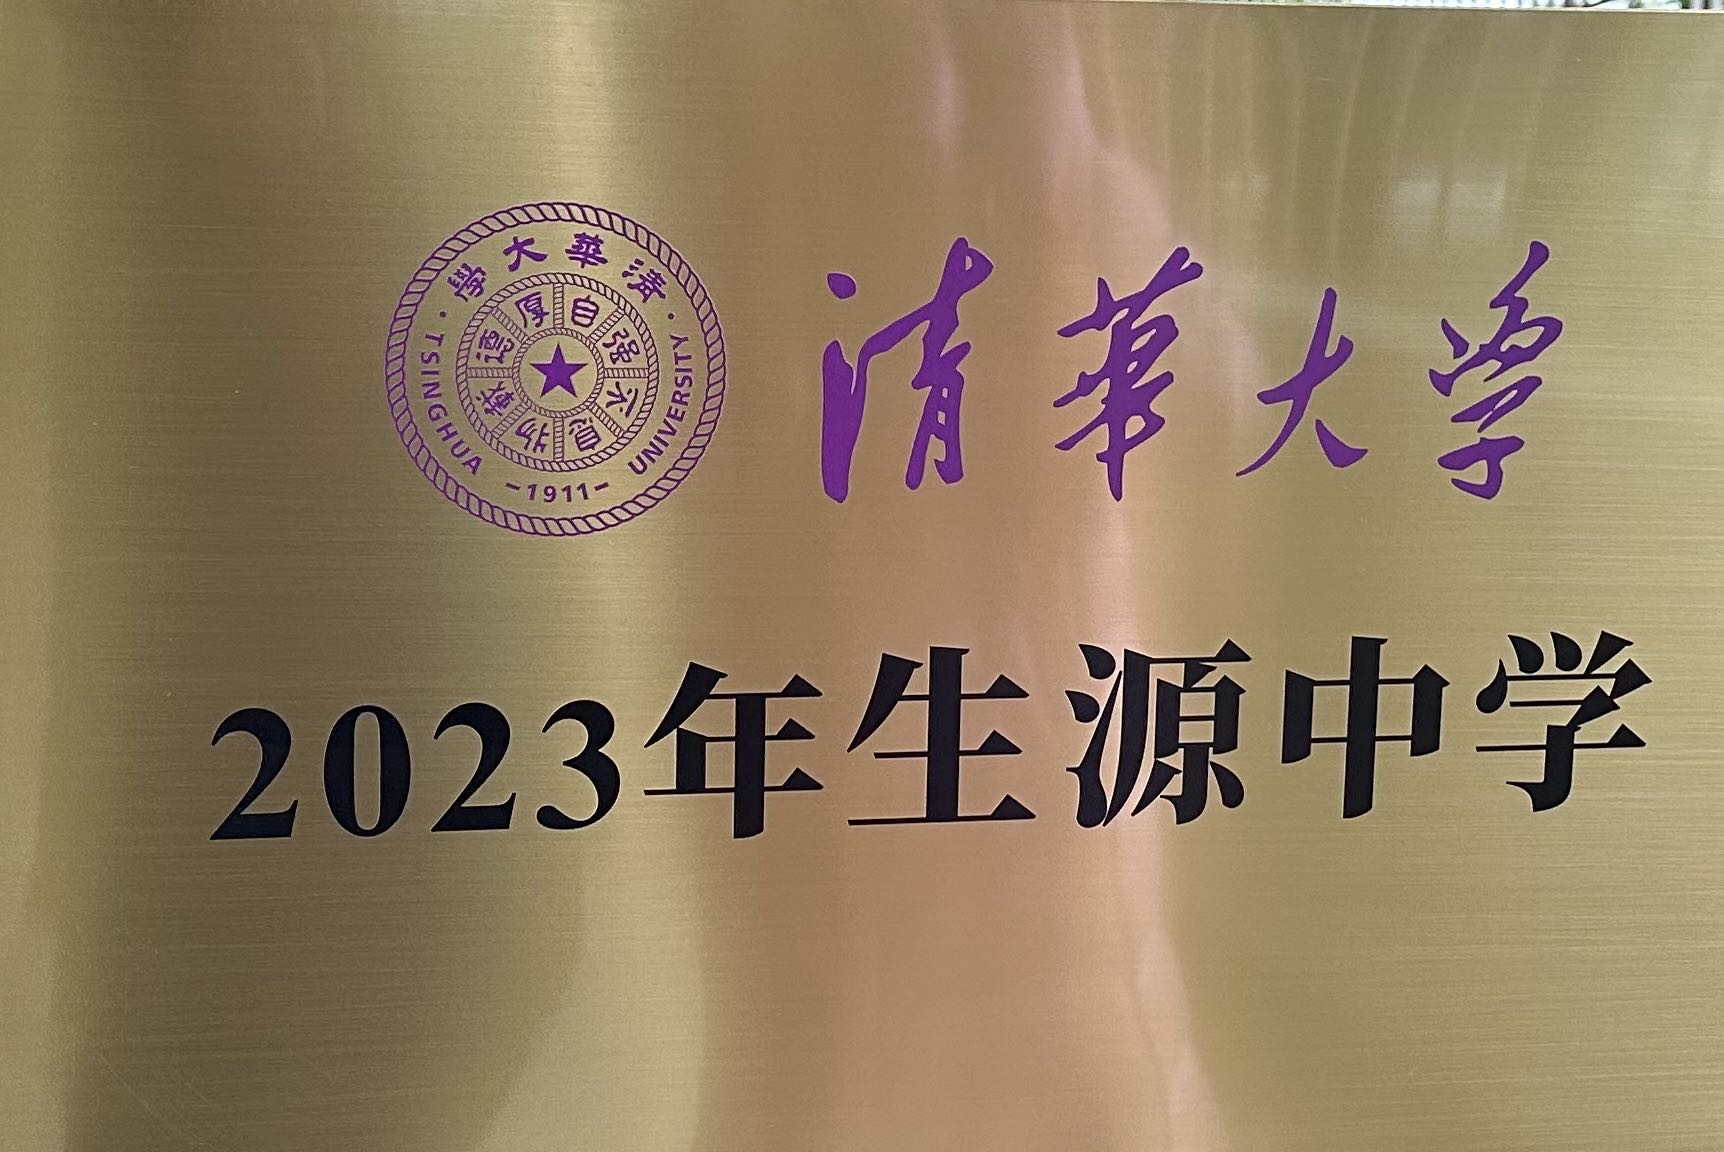 清華大學
自强不息
厚德載物
TSINGHUA UNIVERSITY
-1911-
清華大学
2023年生源中学